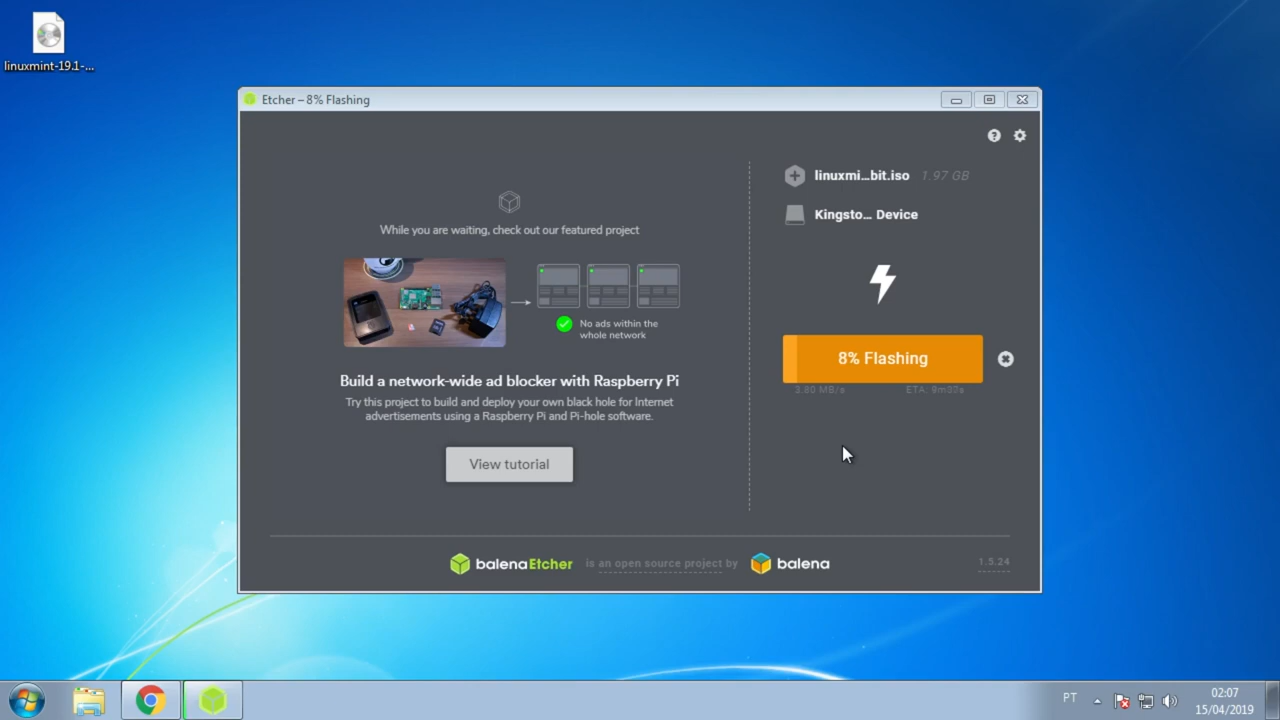 linuxmint-19.1-...
Etcher – 8% Flashing
linuxmi...bit.iso 1.97 GB
Kingsto... Device
While you are waiting, check out our featured project
No ads within the
whole network
8% Flashing
3.80 MB/s
Build a network-wide ad blocker with Raspberry Pi
Try this project to build and deploy your own black hole for Internet
advertisements using a Raspberry Pi and Pi-hole software.
View tutorial
balenaEtcher is an open source project by balena 1.5.24
PT
02:07
15/04/2019